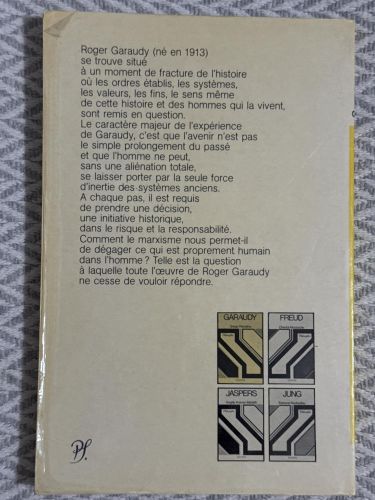 Roger Garaudy (né en 1913)
se trouve situé
à un moment de fracture de l'histoire
où les ordres établis, les systèmes,
les valeurs, les fins, le sens même
de cette histoire et des hommes qui la vivent,
sont remis en question.
Le caractère majeur de l'expérience
de Garaudy, c'est que l'avenir n'est pas
le simple prolongement du passé
et que l'homme ne peut,
sans une aliénation totale,
se laisser porter par la seule force
d'inertie des systèmes anciens.
A chaque pas, il est requis
de prendre une décision,
une initiative historique,
dans le risque et la responsabilité.
Comment le marxisme nous permet-il
de dégager ce qui est proprement humain
dans l'homme ? Telle est la question
à laquelle toute l'œuvre de Roger Garaudy
ne cesse de vouloir répondre.
GARAUDY
FREUD
JASPERS
JUNG